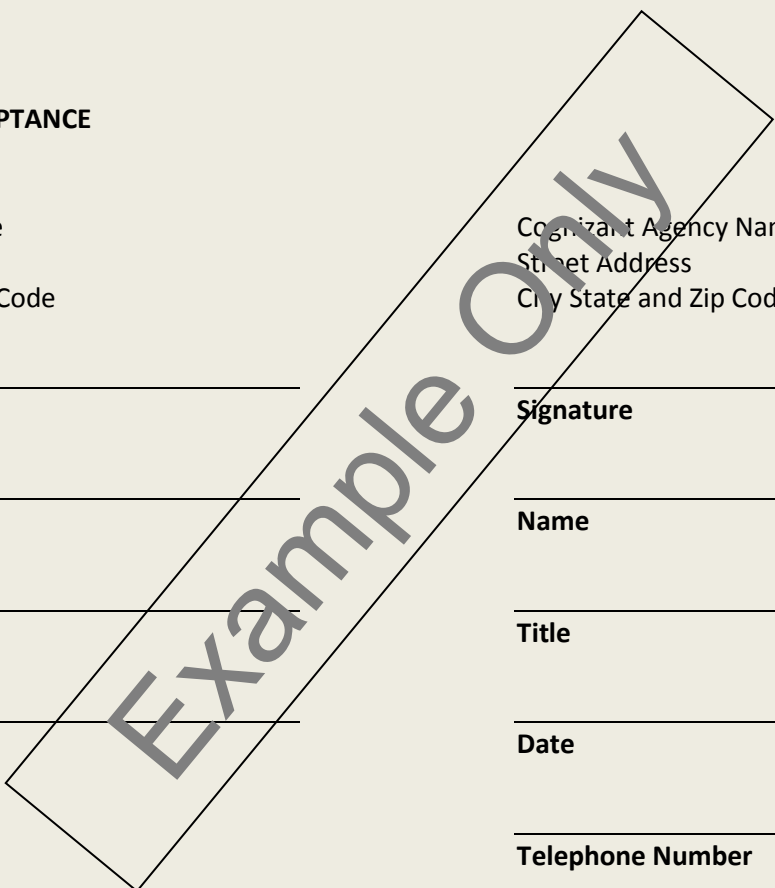 PTANCE
e
Code
Cognizant Agency Nam
Street Address
City State and Zip Cod
Signature
Name
Title
Date
Telephone Number
Example Only